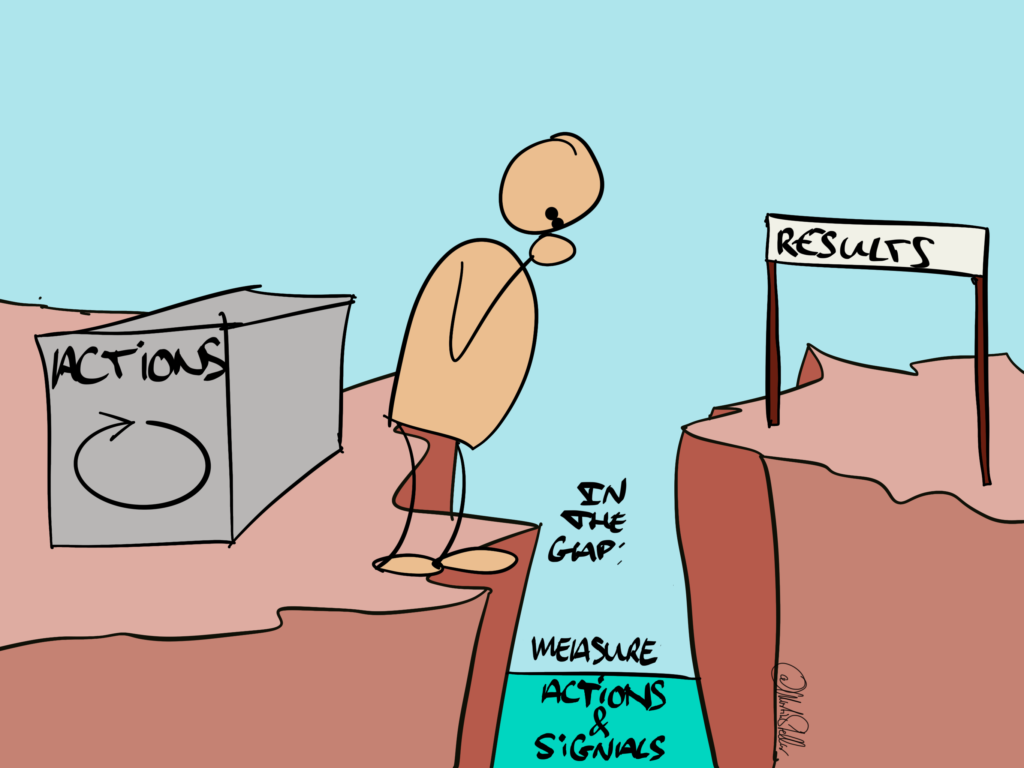 ACTIONS
RESULTS
IN
THE
GAP:
MEASURE
ACTIONS
&
SIGNALS